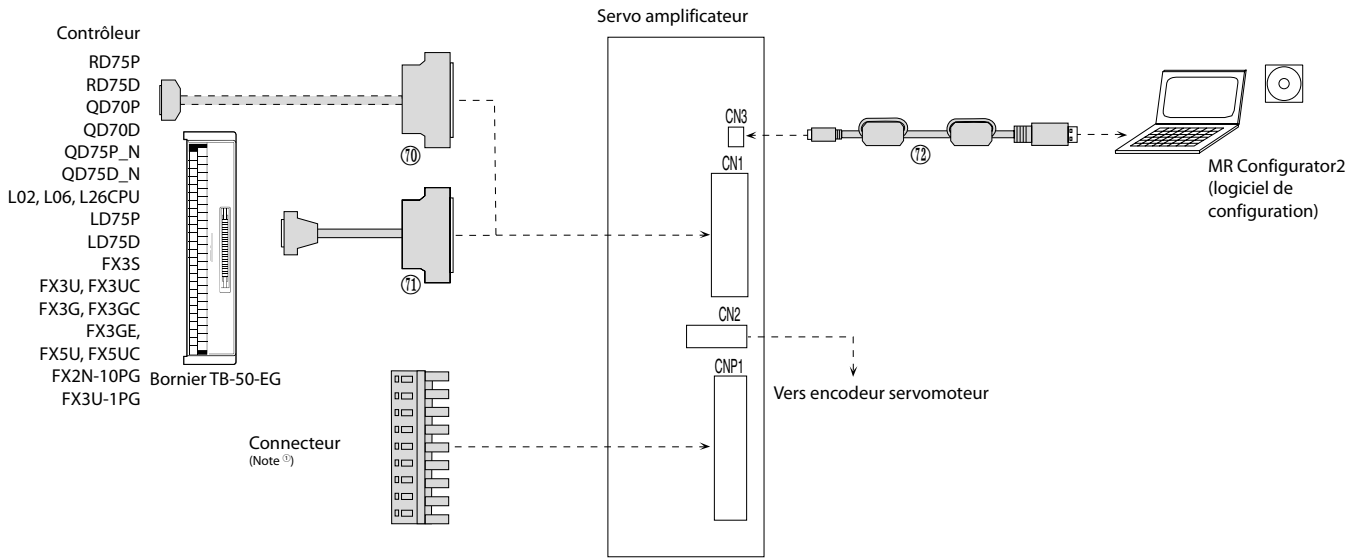 Servo amplificateur
Contrôleur
RD75P
RD75D
QD70P
QD70D
QD75P_N
QD75D_N
L02, L06, L26CPU
LD75P
LD75D
FX3S
FX3U, FX3UC
FX3G, FX3GC
FX3GE,
FX5U, FX5UC
FX2N-10PG
FX3U-1PG
Bornier TB-50-EG
⑦⓪
⑦①
Connecteur
(Note ①)
CN3
CN1
CN2
CNP1
Vers encodeur servomoteur
⑦②
MR Configurator2
(logiciel de
configuration)